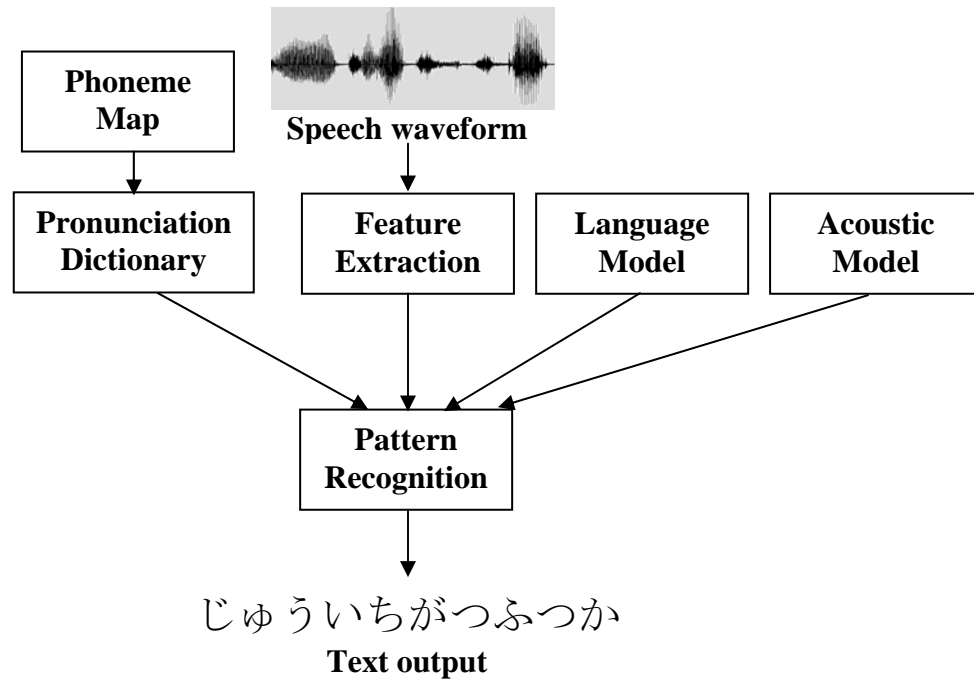 Phoneme
Map
Speech waveform
Pronunciation
Dictionary
Feature
Extraction
Language
Model
Acoustic
Model
Pattern
Recognition
じゅういちがつふつか
Text output